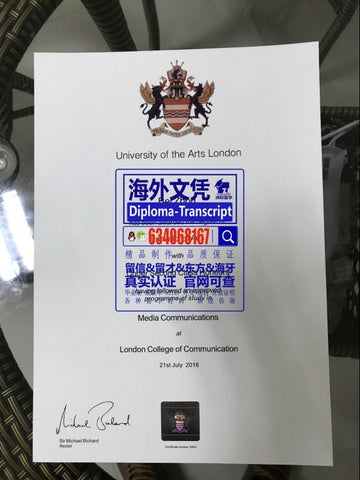 University of the Arts London
海外文凭
Diploma-Transcript
634068167
with
精品制作 品质保证
留信&留才&东方&海牙
真实认证 官网可查
having followed an approved
programme of study in
Media Communications
at
London College of Communication
21st July 2018
Sir Michael Bichard
Rector